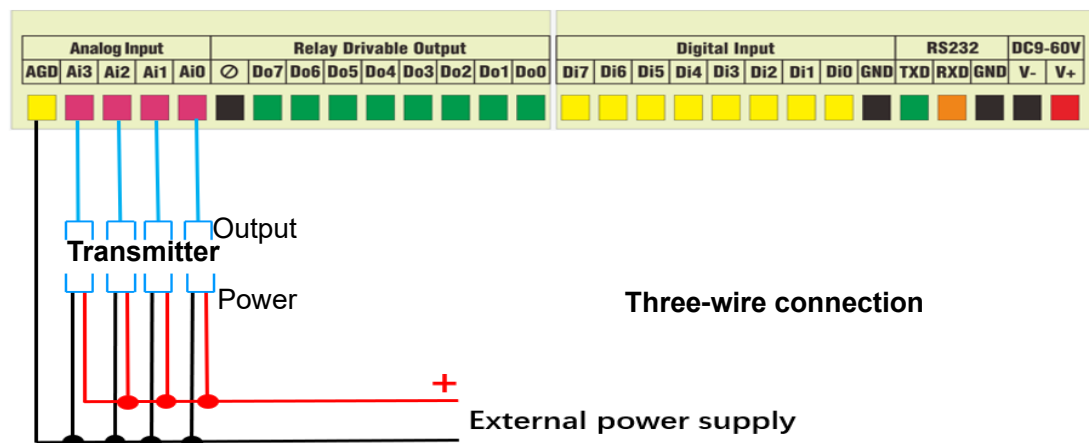 Analog Input Relay Drivable Output Digital Input RS232 DC9-60V
AGD Ai3 Ai2 Ai1 Ai0 ⊘ Do7 Do6 Do5 Do4 Do3 Do2 Do1 Do0 Di7 Di6 Di5 Di4 Di3 Di2 Di1 Di0 GND TXD RXD GND V- V+
Output
Transmitter
Power
Three-wire connection
+
External power supply